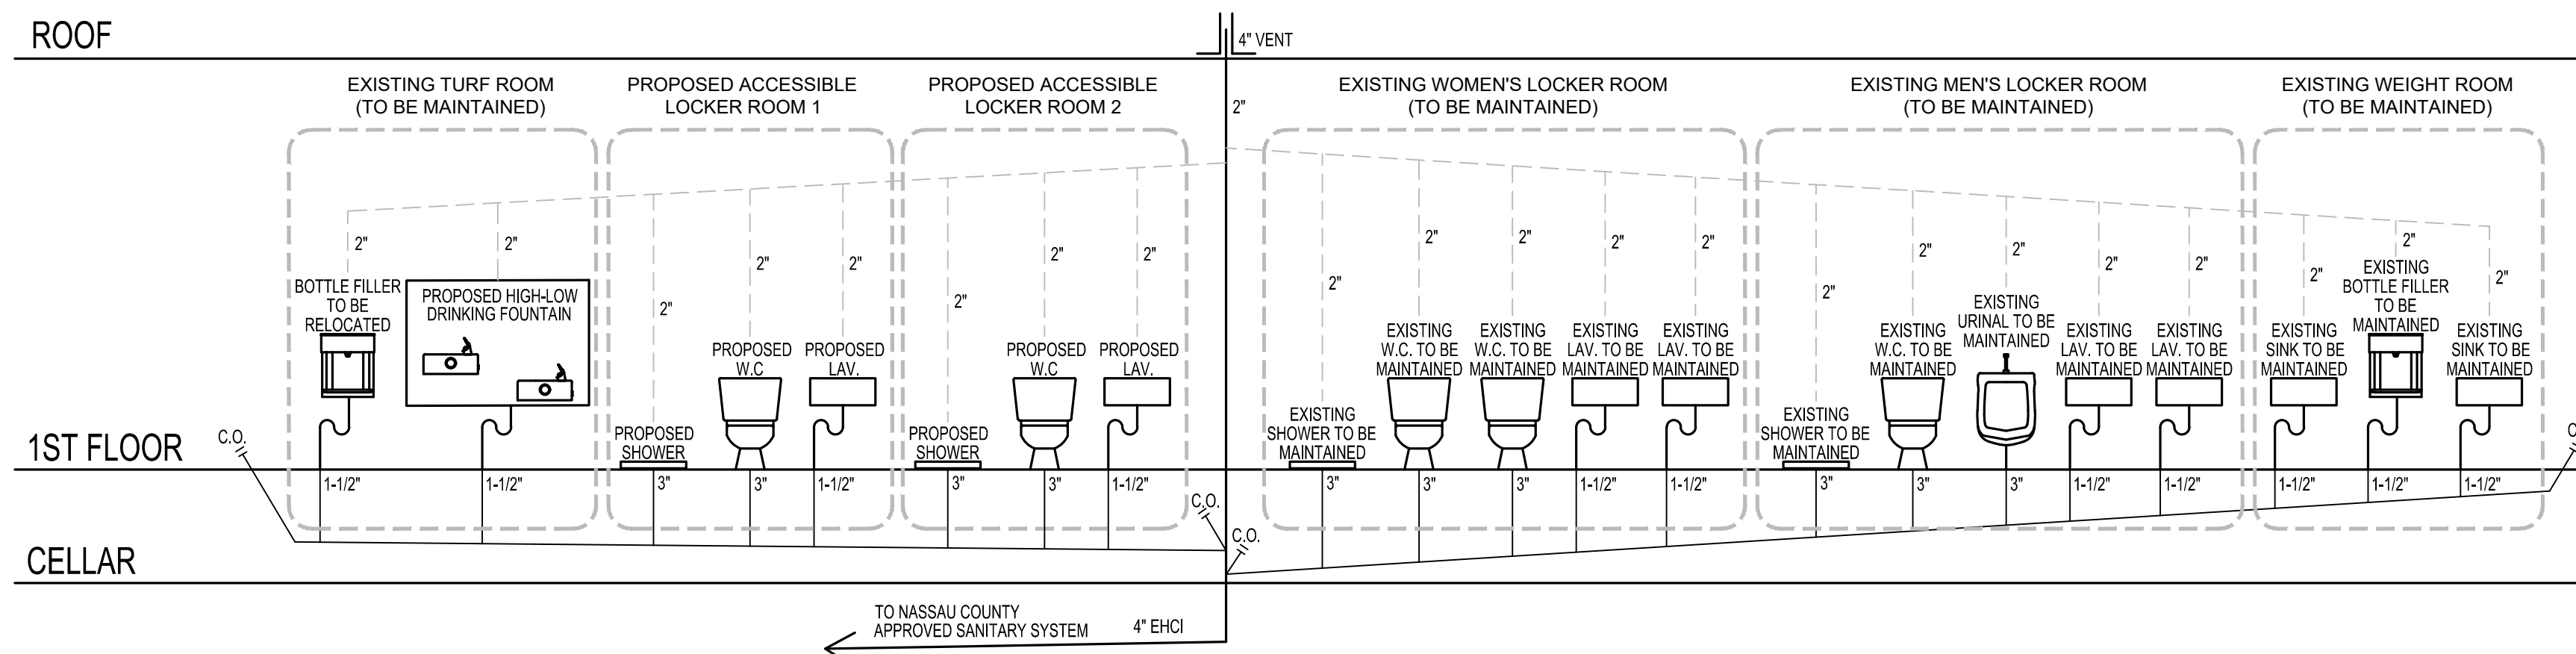 ROOF
4" VENT
EXISTING TURF ROOM
(TO BE MAINTAINED)
PROPOSED ACCESSIBLE
LOCKER ROOM 1
PROPOSED ACCESSIBLE
LOCKER ROOM 2
2"
EXISTING WOMEN'S LOCKER ROOM
(TO BE MAINTAINED)
EXISTING MEN'S LOCKER ROOM
(TO BE MAINTAINED)
EXISTING WEIGHT ROOM
(TO BE MAINTAINED)
2"
BOTTLE FILLER
TO BE
RELOCATED
2"
PROPOSED HIGH-LOW
DRINKING FOUNTAIN
2"
PROPOSED
SHOWER
2"
PROPOSED
W.C
2"
PROPOSED
LAV.
2"
PROPOSED
SHOWER
2"
PROPOSED
W.C
2"
PROPOSED
LAV.
2"
EXISTING
SHOWER TO BE
MAINTAINED
2"
EXISTING
W.C. TO BE
MAINTAINED
2"
EXISTING
W.C. TO BE
MAINTAINED
2"
EXISTING
LAV. TO BE
MAINTAINED
2"
EXISTING
LAV. TO BE
MAINTAINED
2"
EXISTING
SHOWER TO BE
MAINTAINED
2"
EXISTING
W.C. TO BE
MAINTAINED
2"
EXISTING
URINAL TO BE
MAINTAINED
2"
EXISTING
LAV. TO BE
MAINTAINED
2"
EXISTING
LAV. TO BE
MAINTAINED
2"
EXISTING
SINK TO BE
MAINTAINED
2"
EXISTING
BOTTLE FILLER
TO BE
MAINTAINED
2"
EXISTING
SINK TO BE
MAINTAINED
1ST FLOOR
C.O.
1-1/2"
1-1/2"
3"
3"
1-1/2"
3"
3"
1-1/2"
C.O.
C.O.
3"
3"
3"
1-1/2"
1-1/2"
3"
3"
3"
1-1/2"
1-1/2"
1-1/2"
1-1/2"
1-1/2"
CELLAR
TO NASSAU COUNTY
APPROVED SANITARY SYSTEM
4" EHCI